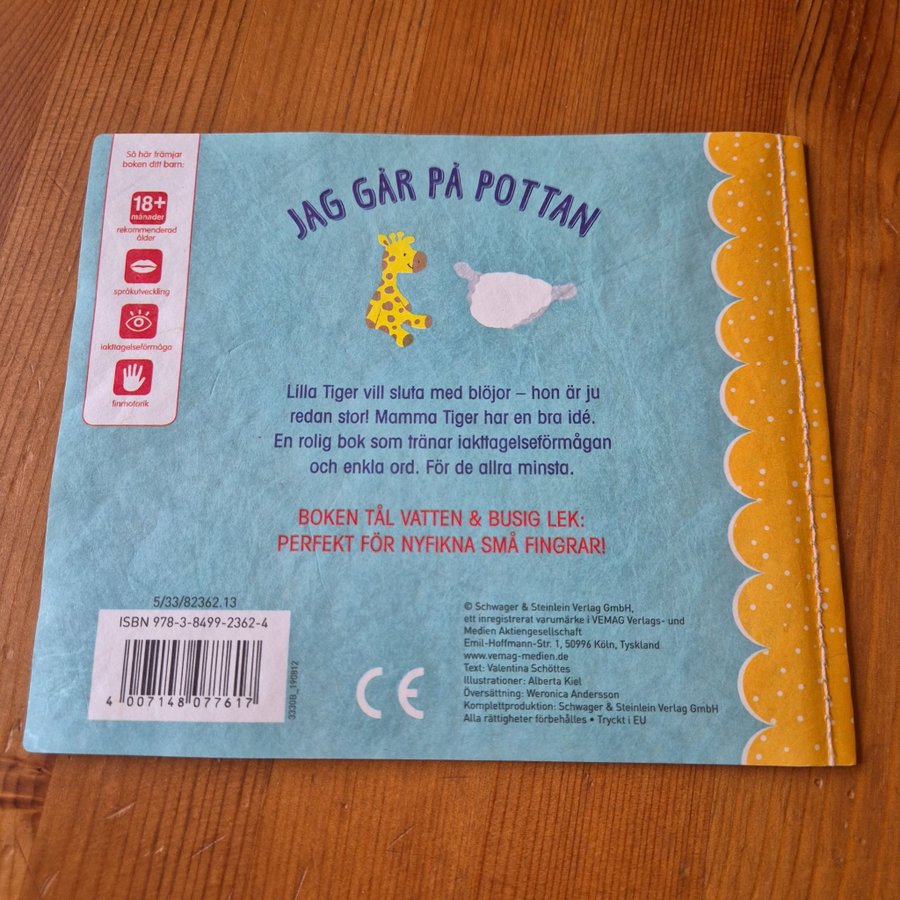 Så här främjar
boken ditt barn:
18+
månader
rekommenderad
ålder
språkutveckling
iakttagelseförmåga
finmotorik
JAG GÅR PÅ POTTAN
Lilla Tiger vill sluta med blöjor – hon är ju
redan stor! Mamma Tiger har en bra idé.
En rolig bok som tränar iakttagelseförmågan
och enkla ord. För de allra minsta.
BOKEN TÅL VATTEN & BUSIG LEK:
PERFEKT FÖR NYFIKNA SMÅ FINGRAR!
5/33/82362.13
ISBN 978-3-8499-2362-4
4 007148 077617
3330B_190812
CE
© Schwager & Steinlein Verlag GmbH,
ett inregistrerat varumärke i VEMAG Verlags- und
Medien Aktiengesellschaft
Emil-Hoffmann-Str. 1, 50996 Köln, Tyskland
www.vemag-medien.de
Text: Valentina Schöttes
Illustrationer: Alberta Kiel
Översättning: Weronica Andersson
Komplettproduktion: Schwager & Steinlein Verlag GmbH
Alla rättigheter förbehålles • Tryckt i EU